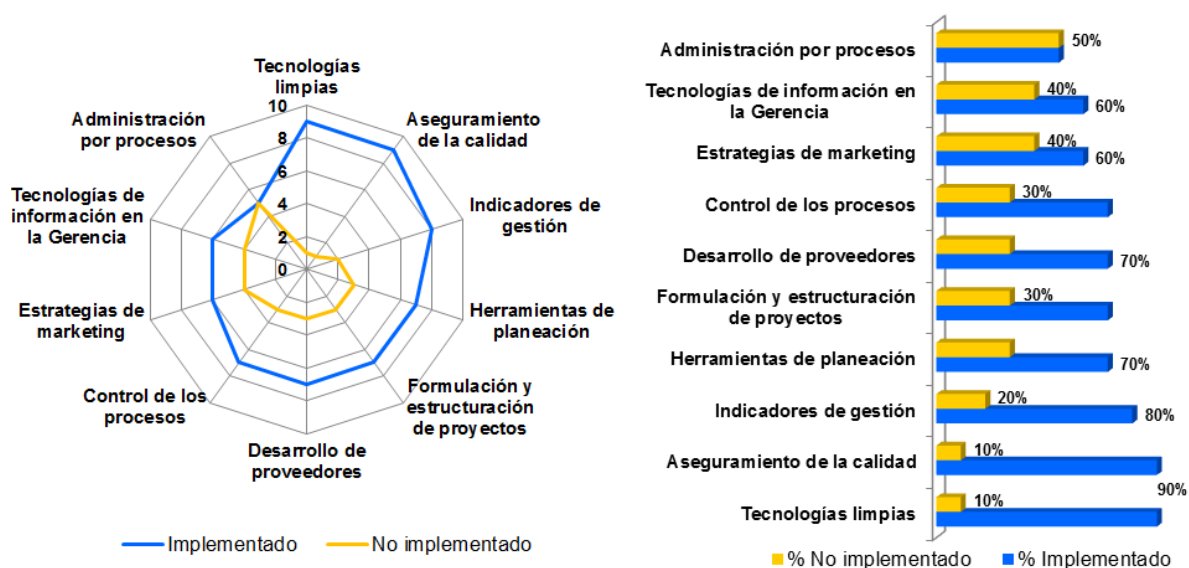 Tecnologías
limpias
Aseguramiento
de la calidad
Indicadores de
gestión
Herramientas de
planeación
Formulación y
estructuración
de proyectos
Desarrollo de
proveedores
Control de los
procesos
Estrategias de
marketing
Tecnologías de
información en
la Gerencia
Administración
por procesos
10
8
6
4
2
0
Implementado
No implementado
Administración por procesos
50%
Tecnologías de información en
la Gerencia
40%
60%
Estrategias de marketing
40%
60%
Control de los procesos
30%
Desarrollo de proveedores
70%
Formulación y estructuración
de proyectos
30%
Herramientas de planeación
70%
Indicadores de gestión
20%
80%
Aseguramiento de la calidad
10%
90%
Tecnologías limpias
10%
% No implementado
% Implementado